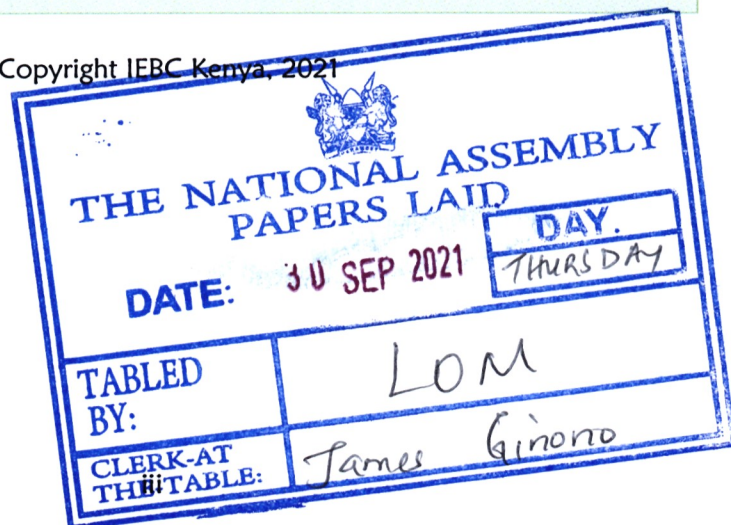 Copyright IEBC Kenya, 2021
THE NATIONAL ASSEMBLY
PAPERS LAID
DATE: 30 SEP 2021
DAY.
THURSDAY
TABLED
BY:
LOM
CLERK-AT
THE TABLE:
James Ginono
iii